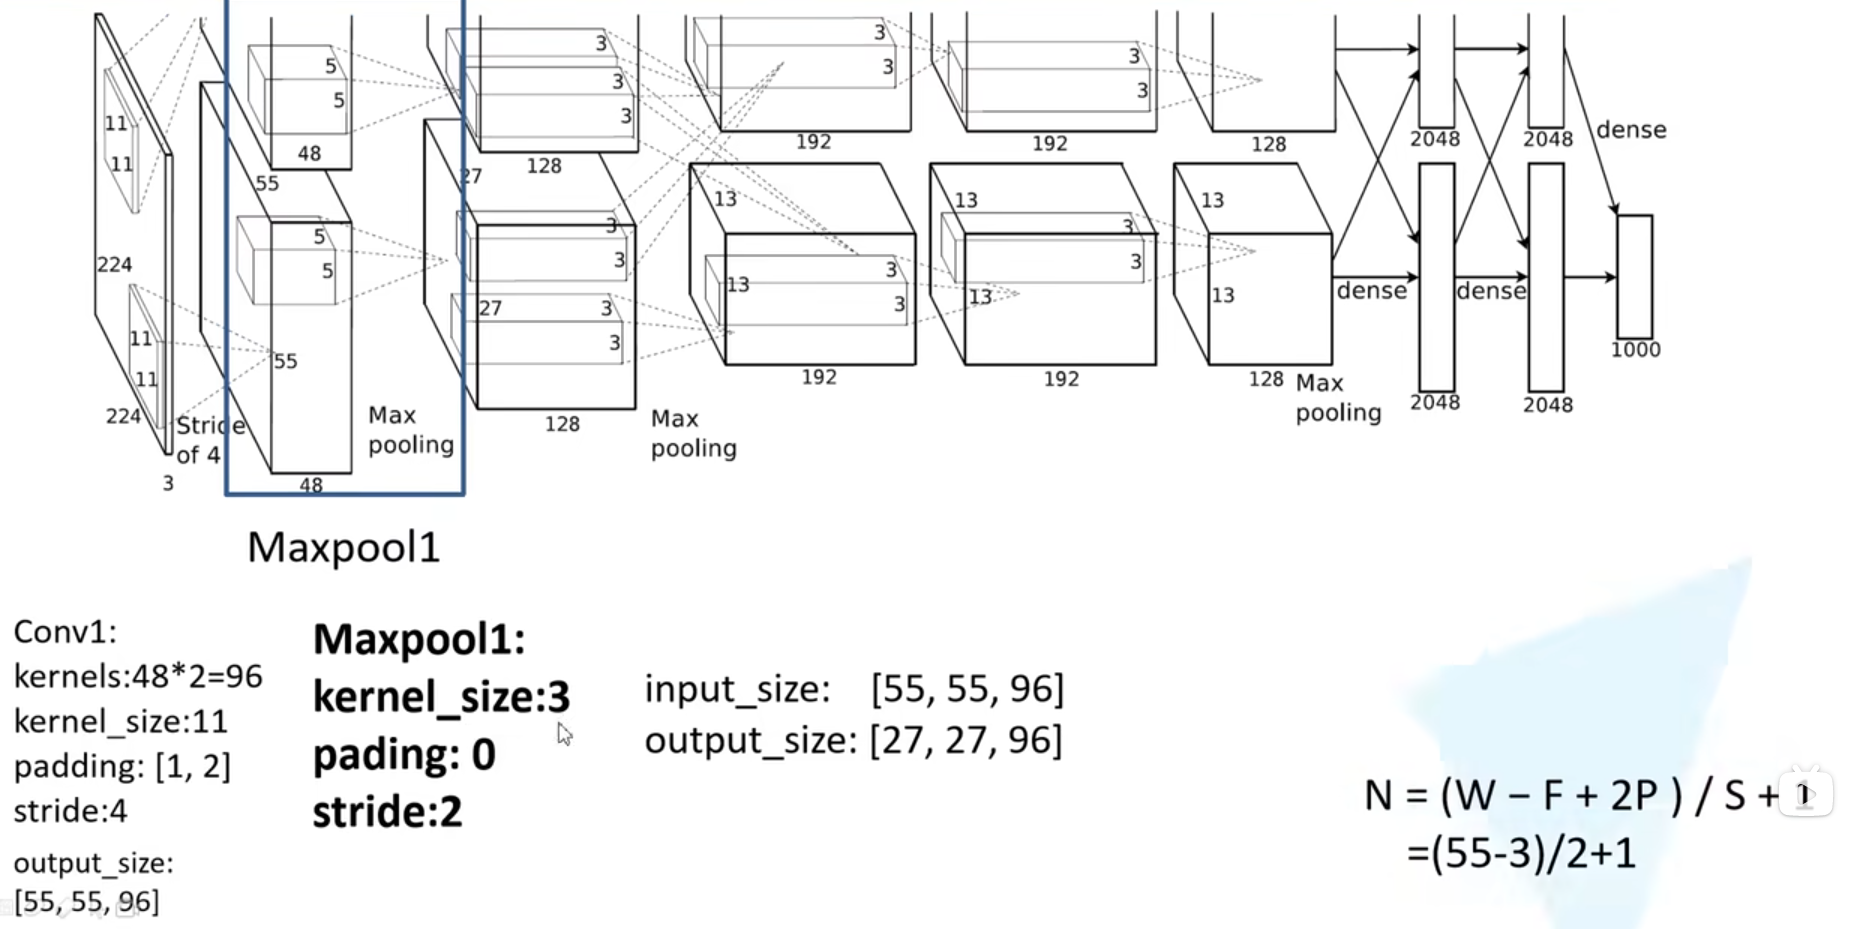 5
5
48
55
11
11
224
5
5
55
48
11
11
224
3
Stride
of 4
Max
pooling
3
3
3
128
27
3
3
27
3
3
128
Max
pooling
3
3
192
13
3
3
13
192
3
3
192
13
3
3
13
192
128
13
13
128
Max
pooling
2048
2048
dense
dense
dense
2048
2048
1000
Maxpool1
Conv1:
kernels:48*2=96
kernel_size:11
padding: [1, 2]
stride:4
output_size:
[55, 55, 96]
Maxpool1:
kernel_size:3
pading: 0
stride:2
input_size: [55, 55, 96]
output_size: [27, 27, 96]
N = (W – F + 2P ) / S + 1
=(55-3)/2+1